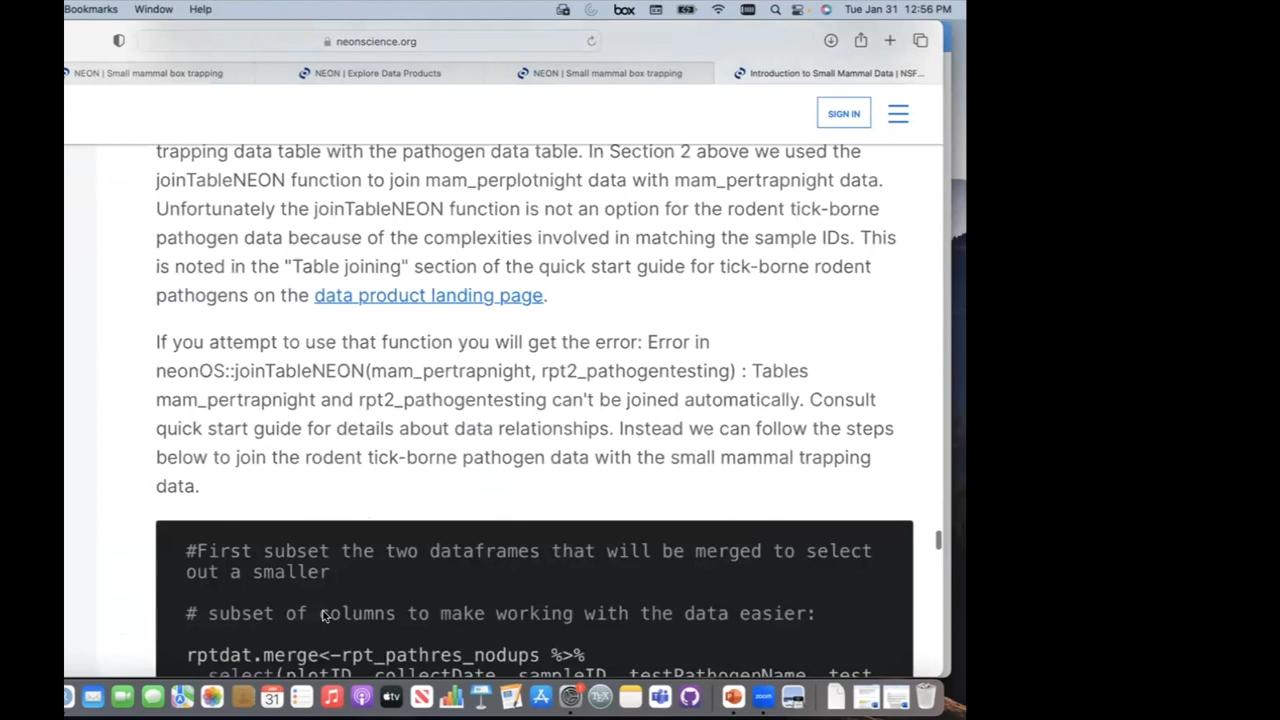 Bookmarks Window Help box Tue Jan 31 12:56 PM
neonscience.org
NEON | Small mammal box trapping NEON | Explore Data Products NEON | Small mammal box trapping Introduction to Small Mammal Data | NSF...
SIGN IN
trapping data table with the pathogen data table. In Section 2 above we used the
joinTableNEON function to join mam_perplotnight data with mam_pertrapnight data.
Unfortunately the joinTableNEON function is not an option for the rodent tick-borne
pathogen data because of the complexities involved in matching the sample IDs. This
is noted in the "Table joining" section of the quick start guide for tick-borne rodent
pathogens on the data product landing page.
If you attempt to use that function you will get the error: Error in
neonOS::joinTableNEON(mam_pertrapnight, rpt2_pathogentesting) : Tables
mam_pertrapnight and rpt2_pathogentesting can't be joined automatically. Consult
quick start guide for details about data relationships. Instead we can follow the steps
below to join the rodent tick-borne pathogen data with the small mammal trapping
data.
#First subset the two dataframes that will be merged to select
out a smaller
# subset of columns to make working with the data easier:
rptdat.merge<-rpt_pathres_nodups %>%
select(plotID, collectDate, sampleID, testPathogenName, test